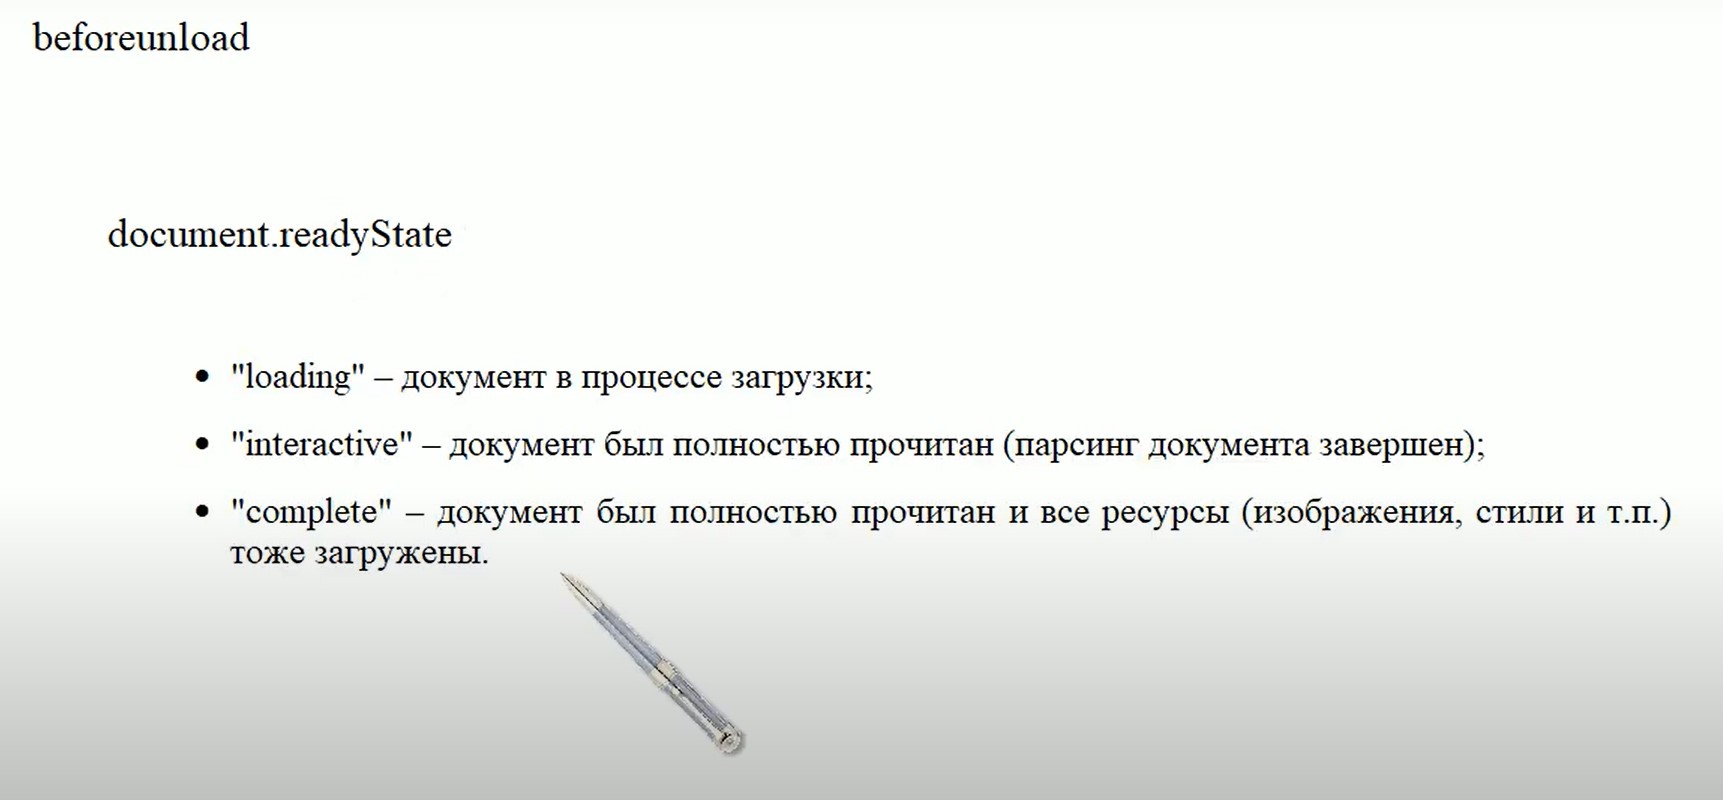 beforeunload
document.readyState
• "loading" – документ в процессе загрузки;
• "interactive" – документ был полностью прочитан (парсинг документа завершен);
• "complete" – документ был полностью прочитан и все ресурсы (изображения, стили и т.п.)
тоже загружены.